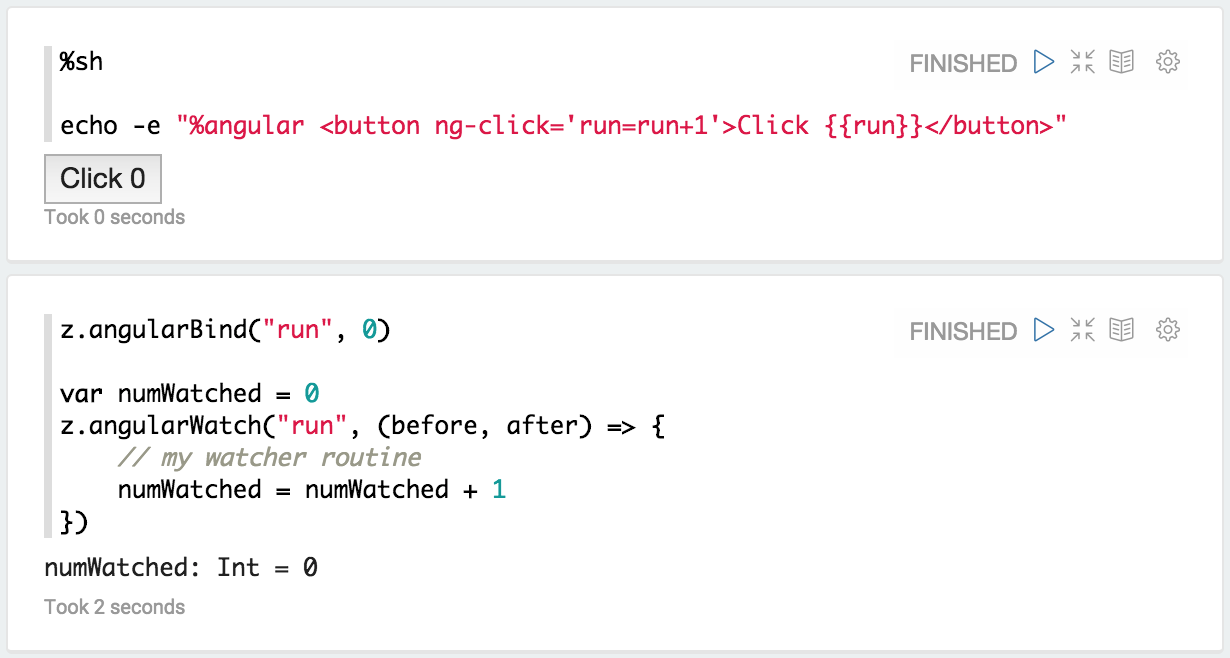 %sh
FINISHED
echo -e "%angular <button ng-click='run=run+1'>Click {{run}}</button>"
Click 0
Took 0 seconds
z.angularBind("run", 0)
FINISHED
var numWatched = 0
z.angularWatch("run", (before, after) => {
    // my watcher routine
    numWatched = numWatched + 1
})
numWatched: Int = 0
Took 2 seconds